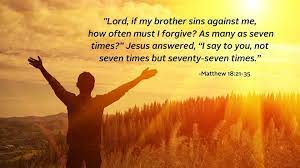 "Lord, if my brother sins against me,
how often must I forgive? As many as seven
times?" Jesus answered, "I say to you, not
seven times but seventy-seven times."
-Matthew 18:21-35